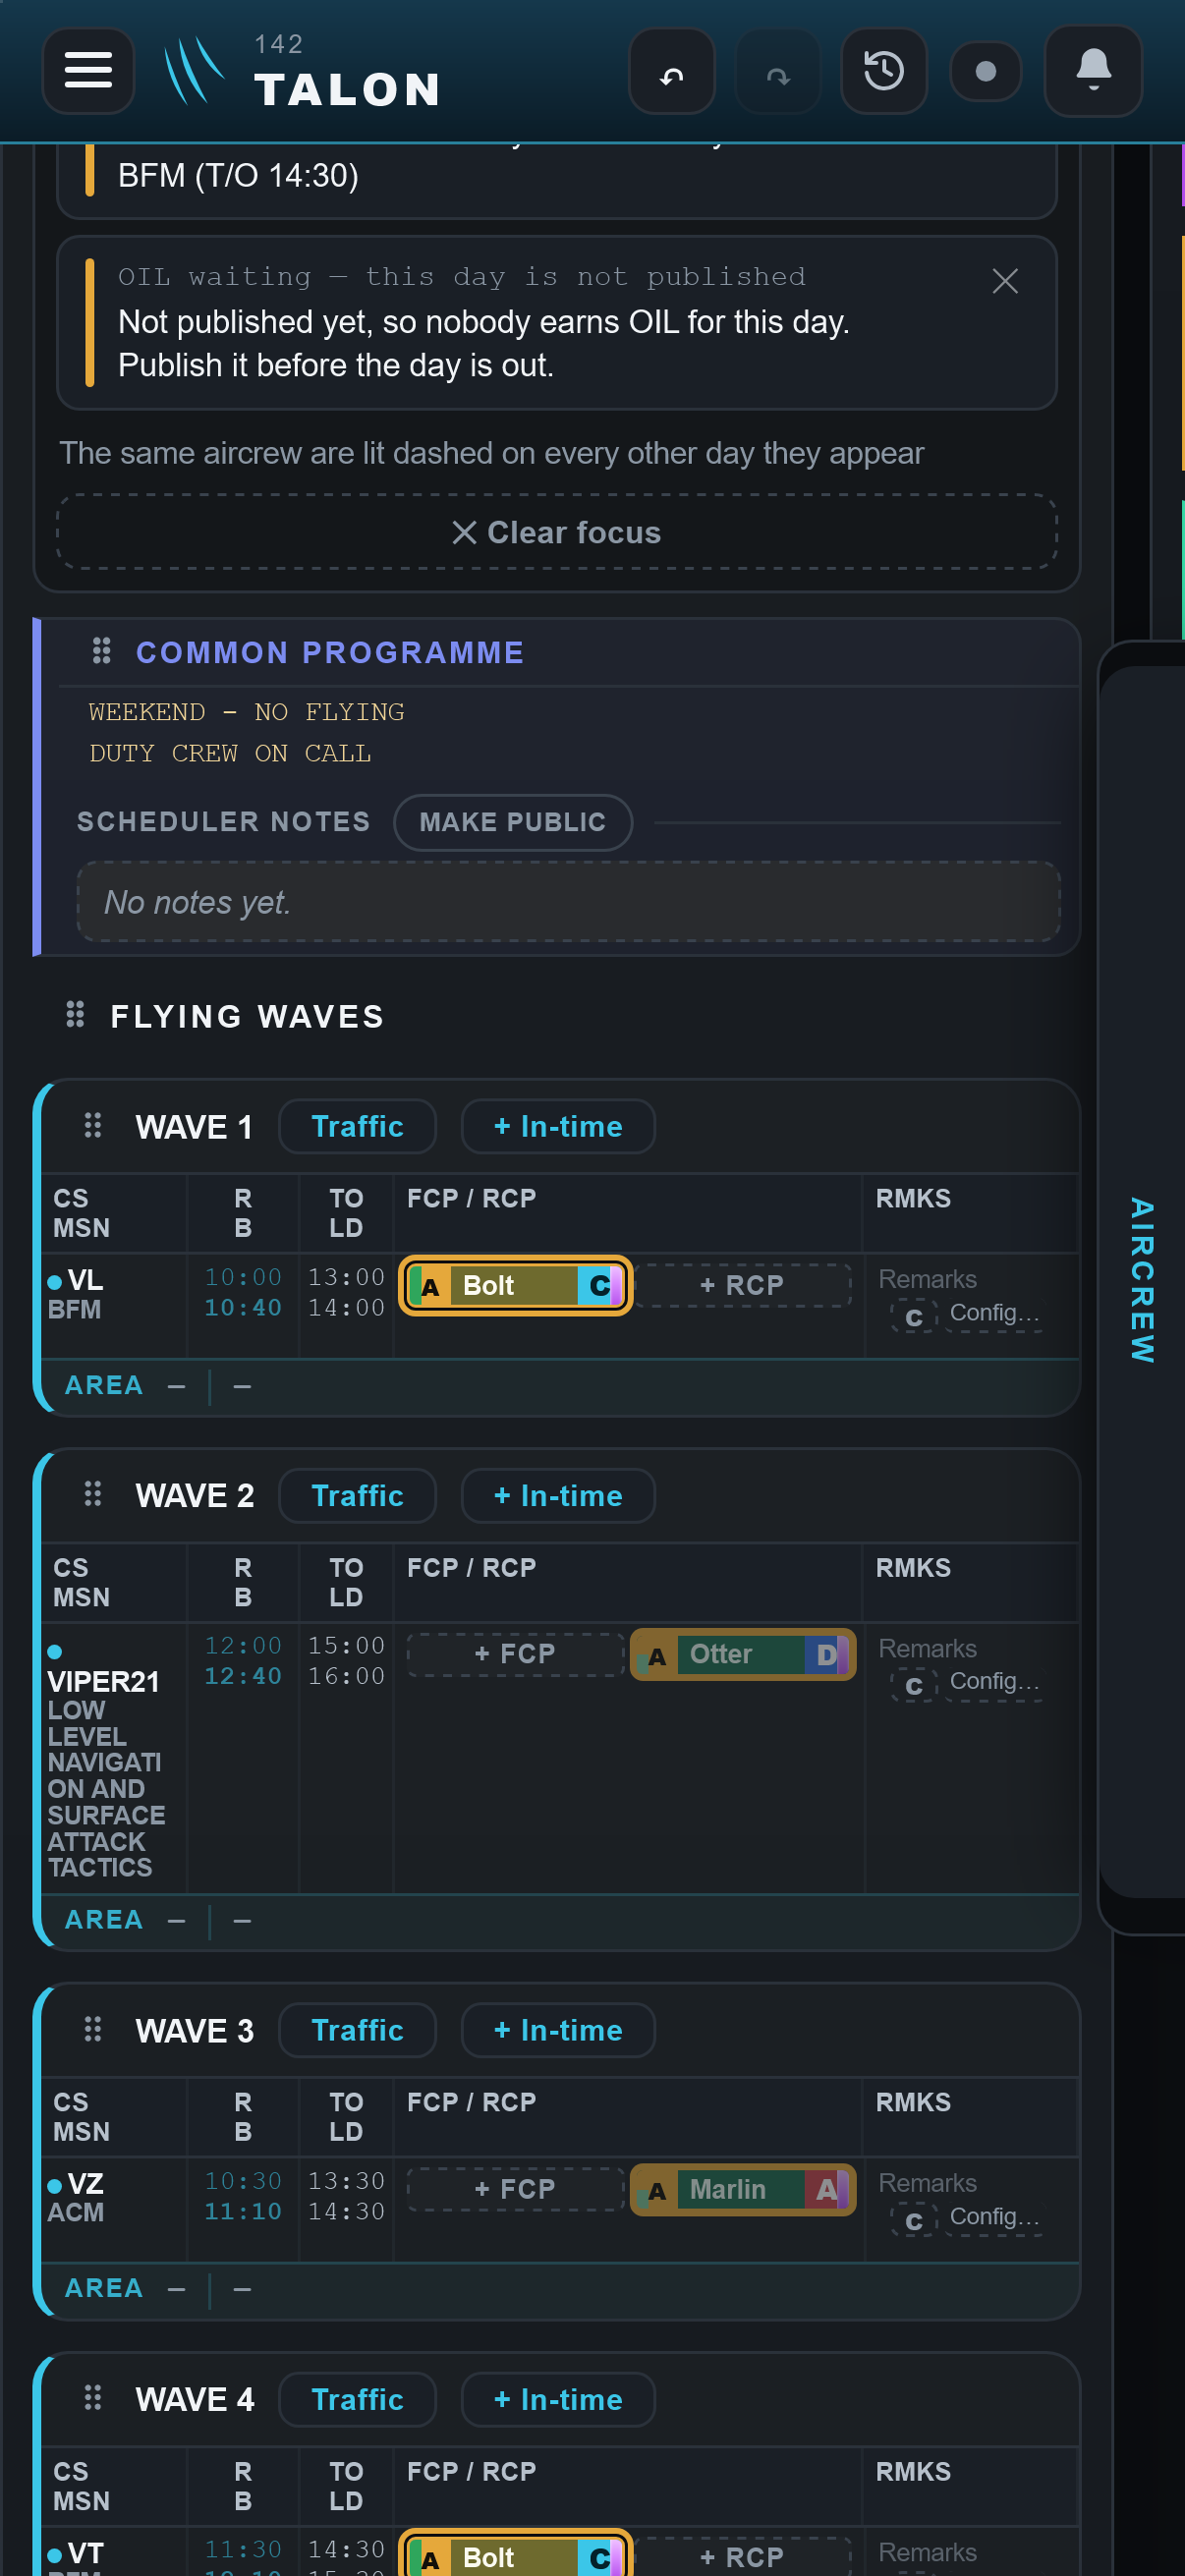 142
TALON
BFM (T/O 14:30)
OIL waiting — this day is not published
Not published yet, so nobody earns OIL for this day.
Publish it before the day is out.
The same aircrew are lit dashed on every other day they appear
Clear focus
COMMON PROGRAMME
WEEKEND – NO FLYING
DUTY CREW ON CALL
SCHEDULER NOTES MAKE PUBLIC
No notes yet.
FLYING WAVES
WAVE 1 Traffic + In-time
CS R TO FCP / RCP RMKS
MSN B LD
VL 10:00 13:00 A Bolt C + RCP Remarks
BFM 10:40 14:00 C Config…
AREA – –
WAVE 2 Traffic + In-time
CS R TO FCP / RCP RMKS
MSN B LD
12:00 15:00 + FCP A Otter D Remarks
VIPER21 12:40 16:00 C Config…
LOW
LEVEL
NAVIGATI
ON AND
SURFACE
ATTACK
TACTICS
AREA – –
WAVE 3 Traffic + In-time
CS R TO FCP / RCP RMKS
MSN B LD
VZ 10:30 13:30 + FCP A Marlin A Remarks
ACM 11:10 14:30 C Config…
AREA – –
WAVE 4 Traffic + In-time
CS R TO FCP / RCP RMKS
MSN B LD
VT 11:30 14:30 A Bolt C + RCP Remarks
AIRCREW